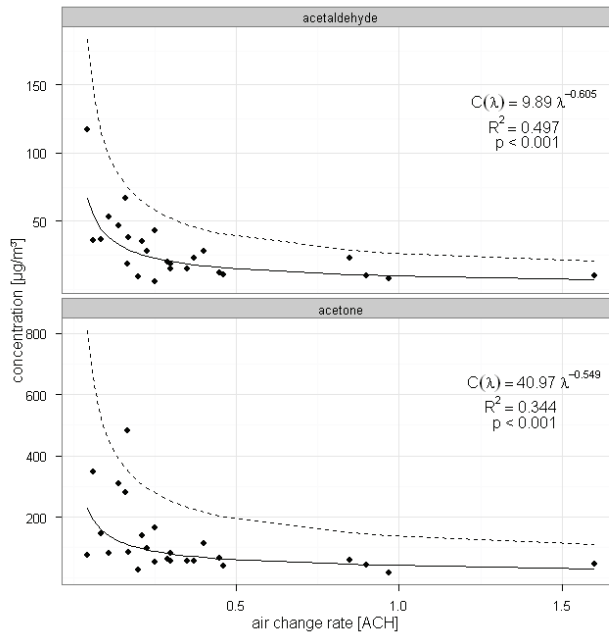 acetaldehyde
150
100
50
C(λ) = 9.89 λ^−0.605
R² = 0.497
p < 0.001
concentration [µg/m³]
acetone
800
600
400
200
C(λ) = 40.97 λ^−0.549
R² = 0.344
p < 0.001
0.5 1.0 1.5
air change rate [ACH]